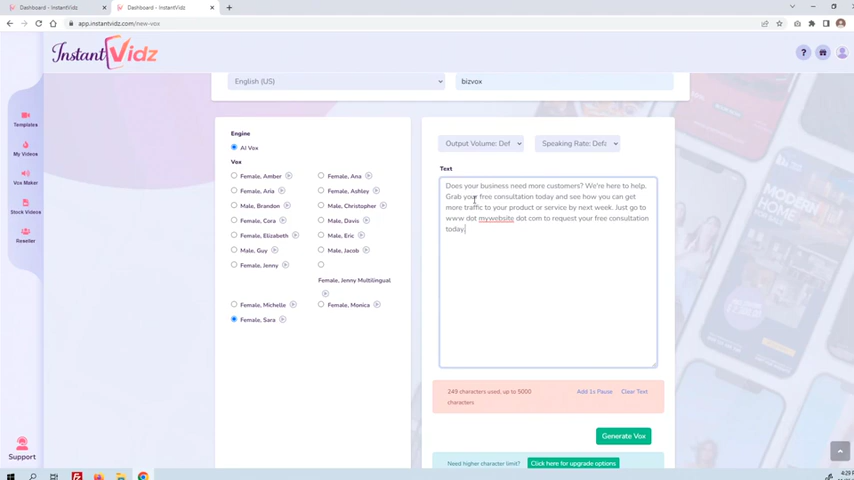 Dashboard - InstantVidz
Dashboard - InstantVidz
app.instantvidz.com/new-vox
InstantVidz
English (US)
bizvox
Templates
My Videos
Vox Maker
Stock Videos
Reseller
Support
Engine
AI Vox
Vox
Female, Amber
Female, Ana
Female, Aria
Female, Ashley
Male, Brandon
Male, Christopher
Female, Cora
Male, Davis
Female, Elizabeth
Male, Eric
Male, Guy
Male, Jacob
Female, Jenny
Female, Jenny Multilingual
Female, Michelle
Female, Monica
Female, Sara
Output Volume: Def
Speaking Rate: Defa
Text
Does your business need more customers? We're here to help.
Grab your free consultation today and see how you can get
more traffic to your product or service by next week. Just go to
www dot mywebsite dot com to request your free consultation
today.
249 characters used, up to 5000
characters
Add 1s Pause
Clear Text
Generate Vox
Need higher character limit?
Click here for upgrade options
4:29 P